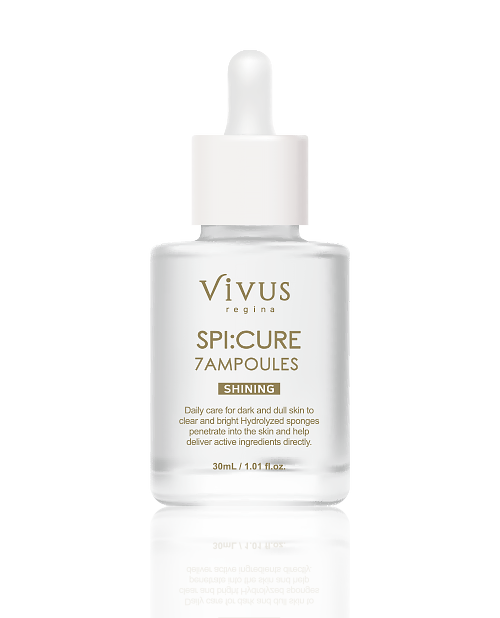 Vivus
regina
SPI:CURE
7AMPOULES
SHINING
Daily care for dark and dull skin to
clear and bright Hydrolyzed sponges
penetrate into the skin and help
deliver active ingredients directly.
30mL / 1.01 fl.oz.